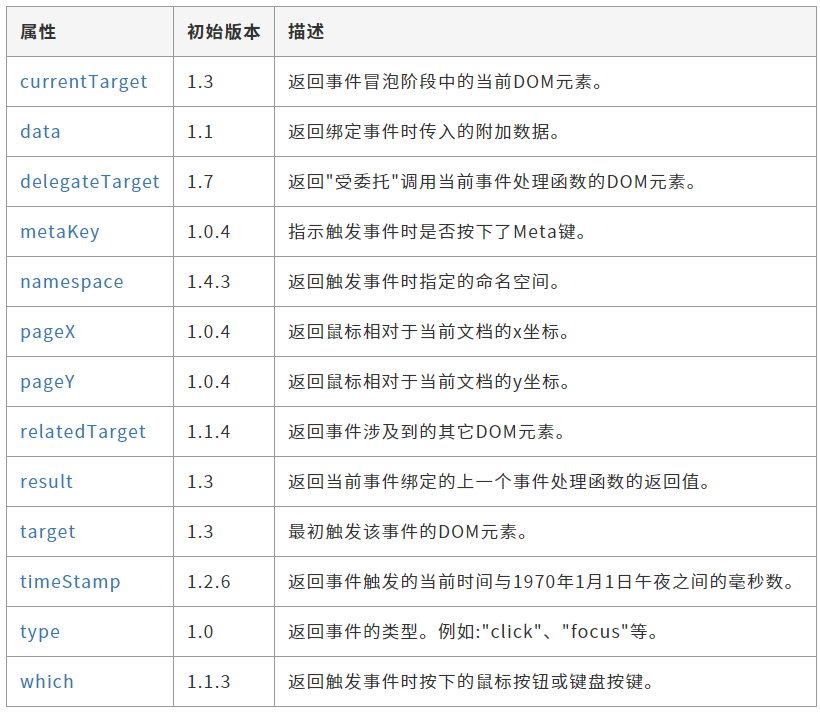 属性 初始版本 描述
currentTarget 1.3 返回事件冒泡阶段中的当前DOM元素。
data 1.1 返回绑定事件时传入的附加数据。
delegateTarget 1.7 返回"受委托"调用当前事件处理函数的DOM元素。
metaKey 1.0.4 指示触发事件时是否按下了Meta键。
namespace 1.4.3 返回触发事件时指定的命名空间。
pageX 1.0.4 返回鼠标相对于当前文档的x坐标。
pageY 1.0.4 返回鼠标相对于当前文档的y坐标。
relatedTarget 1.1.4 返回事件涉及到的其它DOM元素。
result 1.3 返回当前事件绑定的上一个事件处理函数的返回值。
target 1.3 最初触发该事件的DOM元素。
timeStamp 1.2.6 返回事件触发的当前时间与1970年1月1日午夜之间的毫秒数。
type 1.0 返回事件的类型。例如:"click"、"focus"等。
which 1.1.3 返回触发事件时按下的鼠标按钮或键盘按键。